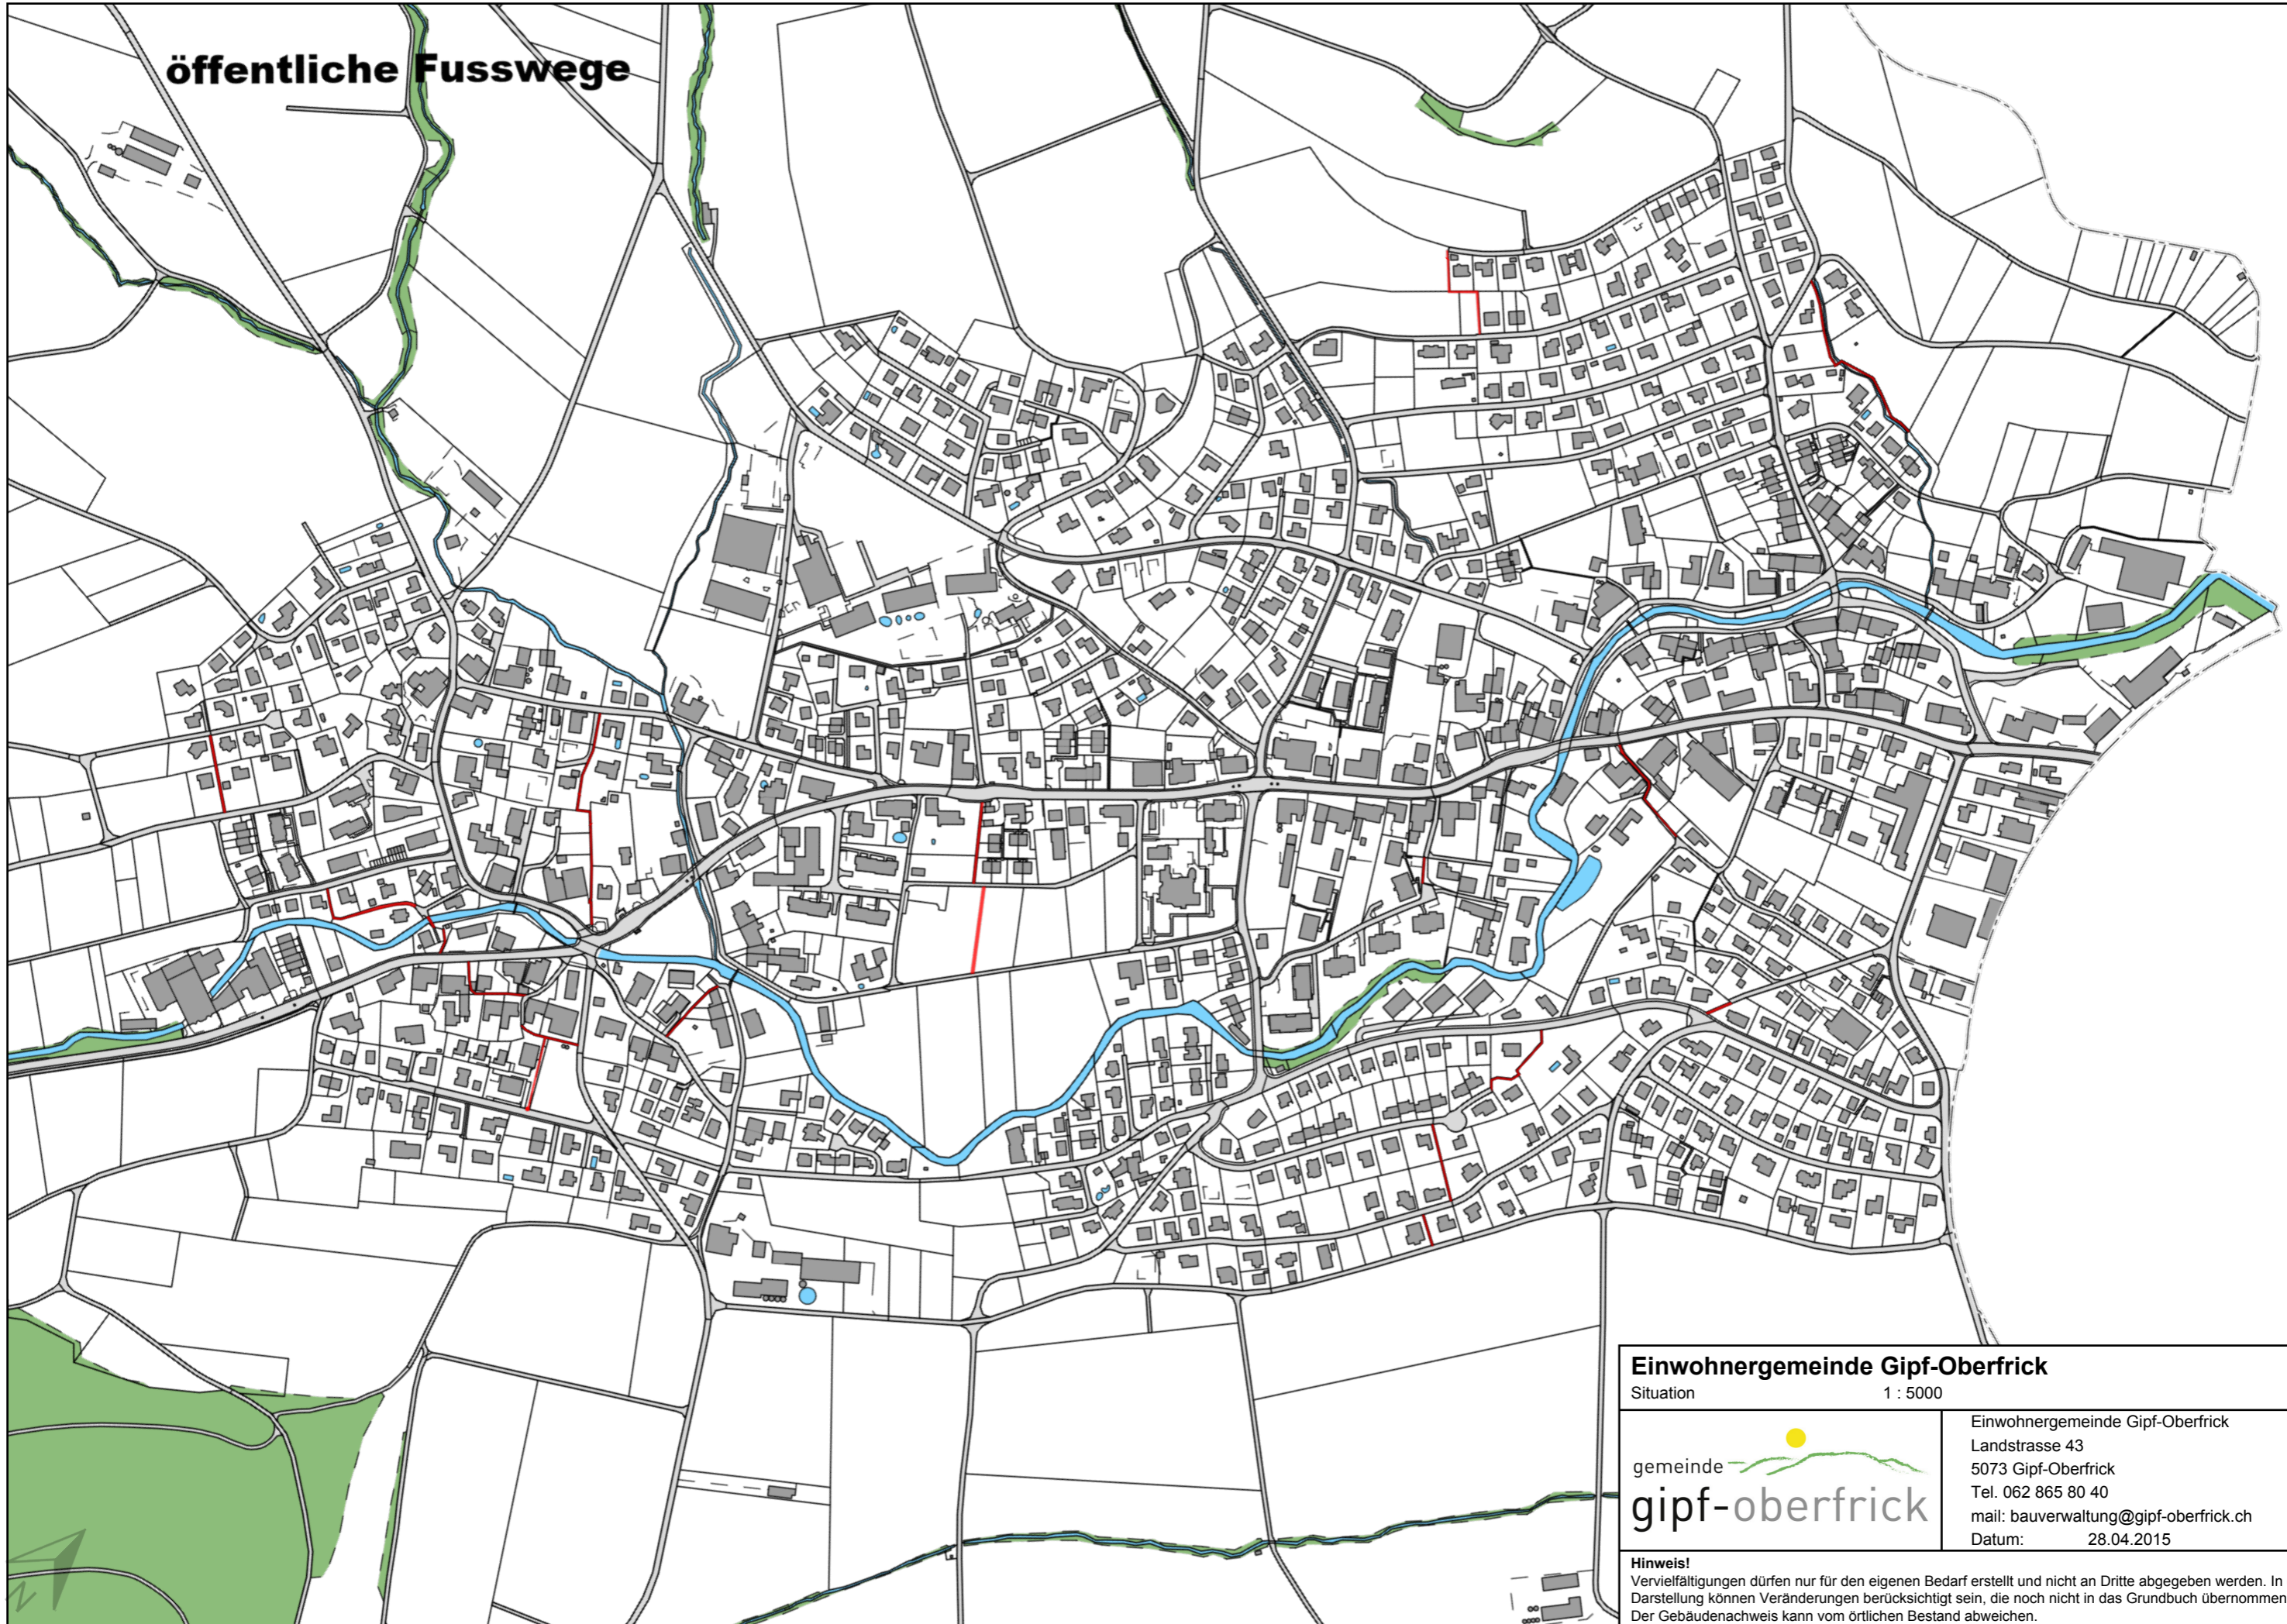 öffentliche Fusswege
Einwohnergemeinde Gipf-Oberfrick
Situation 1 : 5000
gemeinde
gipf-oberfrick
Einwohnergemeinde Gipf-Oberfrick
Landstrasse 43
5073 Gipf-Oberfrick
Tel. 062 865 80 40
mail: bauverwaltung@gipf-oberfrick.ch
Datum: 28.04.2015
Hinweis!
Vervielfältigungen dürfen nur für den eigenen Bedarf erstellt und nicht an Dritte abgegeben werden. In
Darstellung können Veränderungen berücksichtigt sein, die noch nicht in das Grundbuch übernommen
Der Gebäudenachweis kann vom örtlichen Bestand abweichen.
N